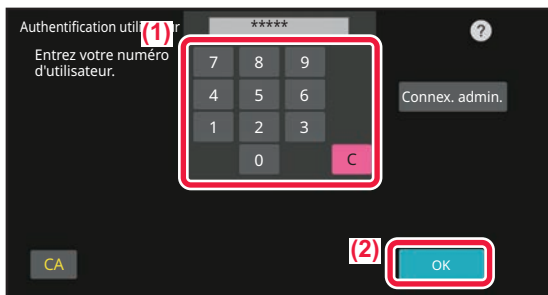 Authentification utilisateur
*****
(1)
?
Entrez votre numéro
d'utilisateur.
7 8 9
4 5 6
Connex. admin.
1 2 3
0 C
(2)
CA
OK